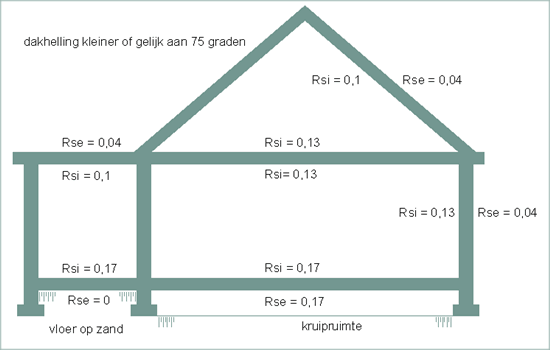 dakhelling kleiner of gelijk aan 75 graden
Rsi = 0,1
Rse = 0,04
Rse = 0,04
Rsi = 0,13
Rsi = 0,1
Rsi= 0,13
Rsi = 0,13
Rse = 0,04
Rsi = 0,17
Rsi = 0,17
Rse = 0
Rse = 0,17
vloer op zand
kruipruimte